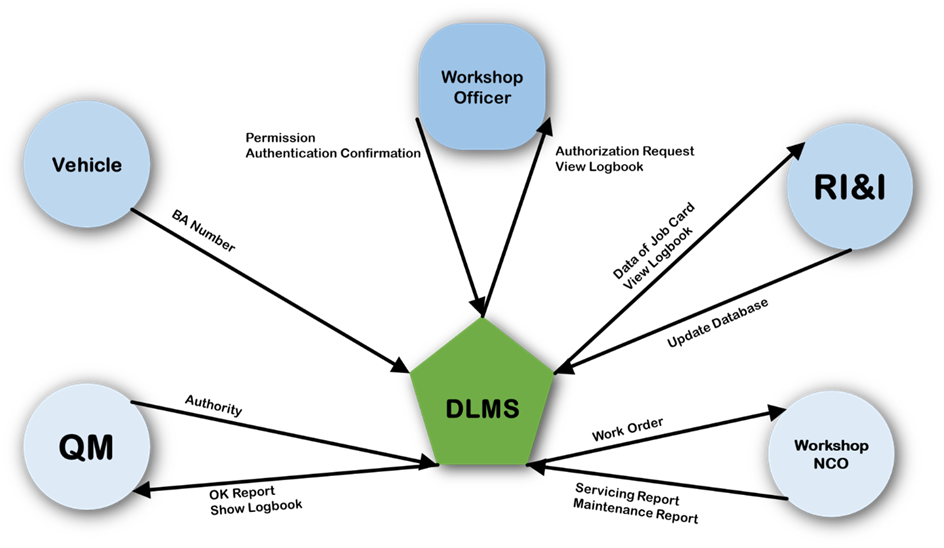 Workshop
Officer
Permission
Authentication Confirmation
Authorization Request
View Logbook
Vehicle
RI&I
BA Number
Data of Job Card
View Logbook
Update Database
DLMS
QM
Authority
OK Report
Show Logbook
Work Order
Workshop
NCO
Servicing Report
Maintenance Report